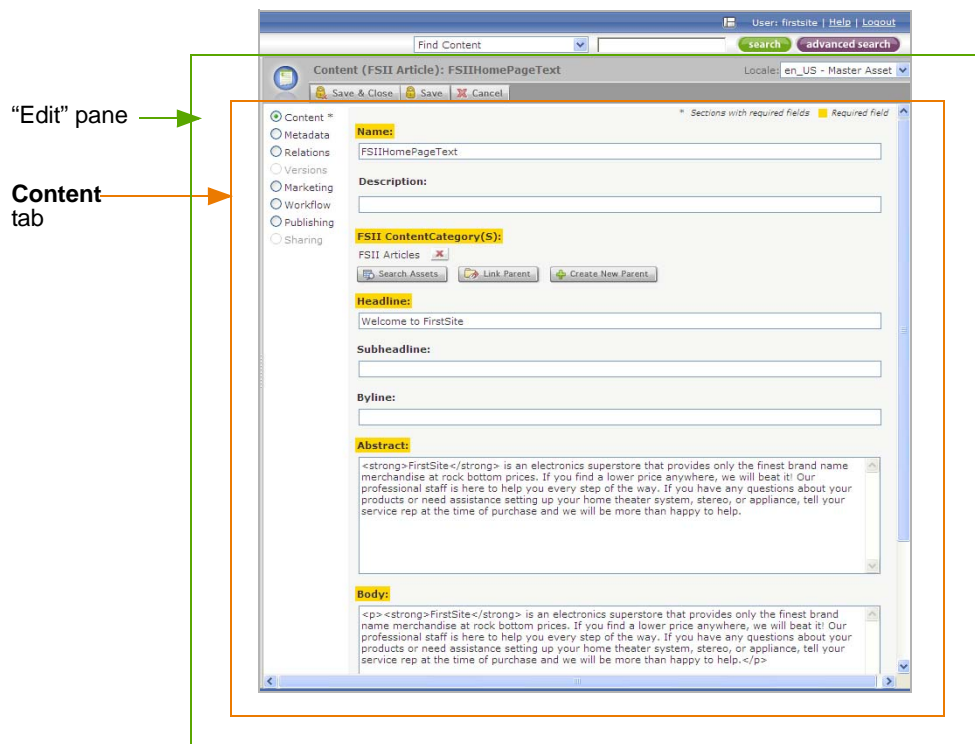 User: firstsite | Help | Logout
Find Content
search
advanced search
Content (FSII Article): FSIIHomePageText
Locale: en_US - Master Asset
Save & Close
Save
Cancel
“Edit” pane
Content
tab
Content *
Metadata
Relations
Versions
Marketing
Workflow
Publishing
Sharing
* Sections with required fields
Required field
Name:
FSIIHomePageText
Description:
FSII ContentCategory(S):
FSII Articles
Search Assets
Link Parent
Create New Parent
Headline:
Welcome to FirstSite
Subheadline:
Byline:
Abstract:
<strong>FirstSite</strong> is an electronics superstore that provides only the finest brand name
merchandise at rock bottom prices. If you find a lower price anywhere, we will beat it! Our
professional staff is here to help you every step of the way. If you have any questions about your
products or need assistance setting up your home theater system, stereo, or appliance, tell your
service rep at the time of purchase and we will be more than happy to help.
Body:
<p><strong>FirstSite</strong> is an electronics superstore that provides only the finest brand
name merchandise at rock bottom prices. If you find a lower price anywhere, we will beat it! Our
professional staff is here to help you every step of the way. If you have any questions about your
products or need assistance setting up your home theater system, stereo, or appliance, tell your
service rep at the time of purchase and we will be more than happy to help.</p>